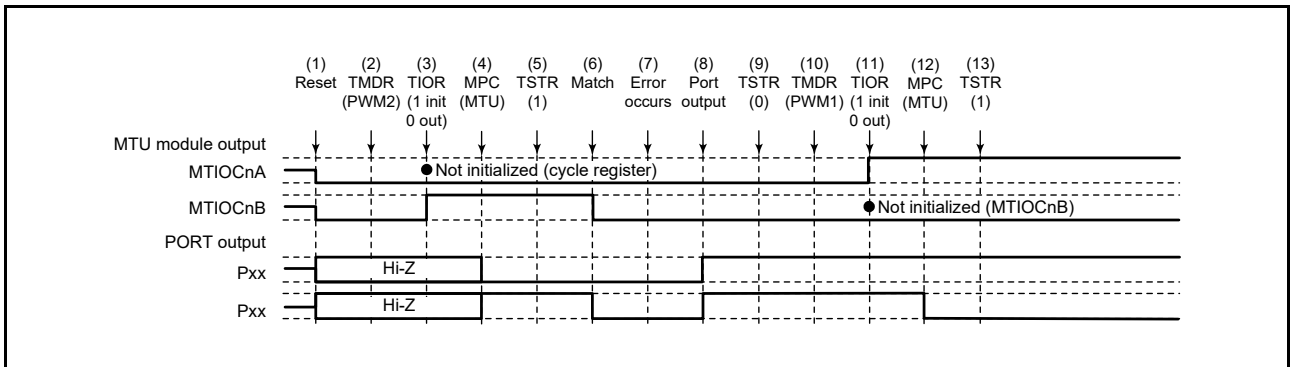 (1) (2) (3) (4) (5) (6) (7) (8) (9) (10) (11) (12) (13)
Reset TMDR TIOR MPC TSTR Match Error Port TSTR TMDR TIOR MPC TSTR
(PWM2) (1 init (MTU) (1) occurs output (0) (PWM1) (1 init (MTU) (1)
0 out) 0 out)
MTU module output
MTIOCnA Not initialized (cycle register)
MTIOCnB Not initialized (MTIOCnB)
PORT output
Pxx Hi-Z
Pxx Hi-Z